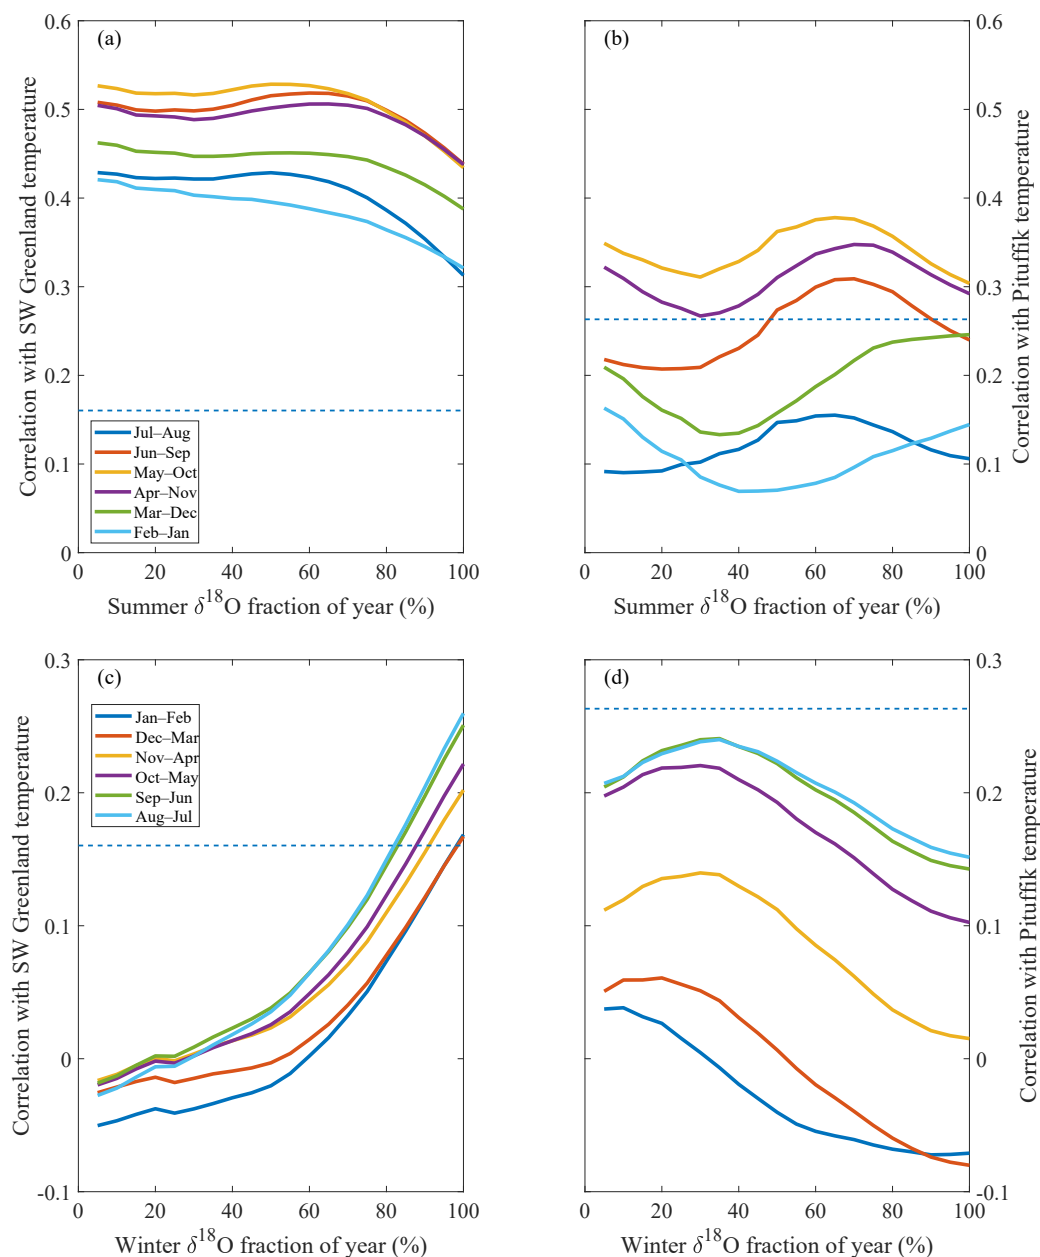 (a)
0.6
0.5
0.4
0.3
0.2
0.1
0
Correlation with SW Greenland temperature
Jul–Aug
Jun–Sep
May–Oct
Apr–Nov
Mar–Dec
Feb–Jan
0 20 40 60 80 100
Summer δ¹⁸O fraction of year (%)
(b)
0.6
0.5
0.4
0.3
0.2
0.1
0
Correlation with Pituffik temperature
0 20 40 60 80 100
Summer δ¹⁸O fraction of year (%)
(c)
0.3
0.2
0.1
0
-0.1
Correlation with SW Greenland temperature
Jan–Feb
Dec–Mar
Nov–Apr
Oct–May
Sep–Jun
Aug–Jul
0 20 40 60 80 100
Winter δ¹⁸O fraction of year (%)
(d)
0.3
0.2
0.1
0
-0.1
Correlation with Pituffik temperature
0 20 40 60 80 100
Winter δ¹⁸O fraction of year (%)